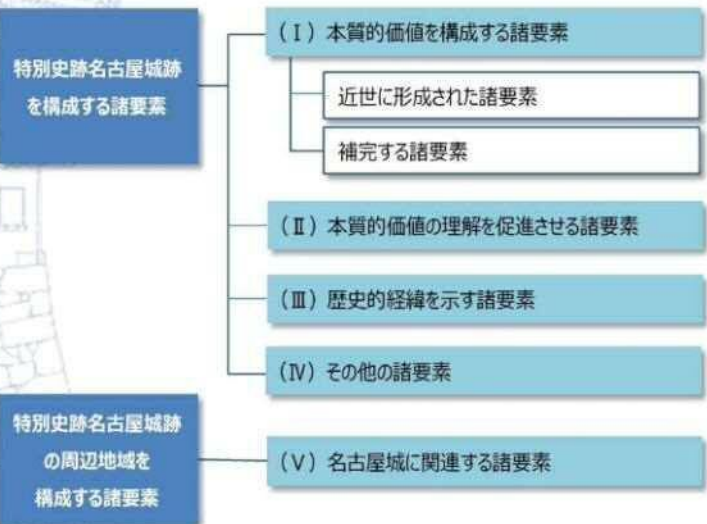 特別史跡名古屋城跡
を構成する諸要素
(Ⅰ) 本質的価値を構成する諸要素
近世に形成された諸要素
補完する諸要素
(Ⅱ) 本質的価値の理解を促進させる諸要素
(Ⅲ) 歴史的経緯を示す諸要素
(Ⅳ) その他の諸要素
特別史跡名古屋城跡
の周辺地域を
構成する諸要素
(Ⅴ) 名古屋城に関連する諸要素